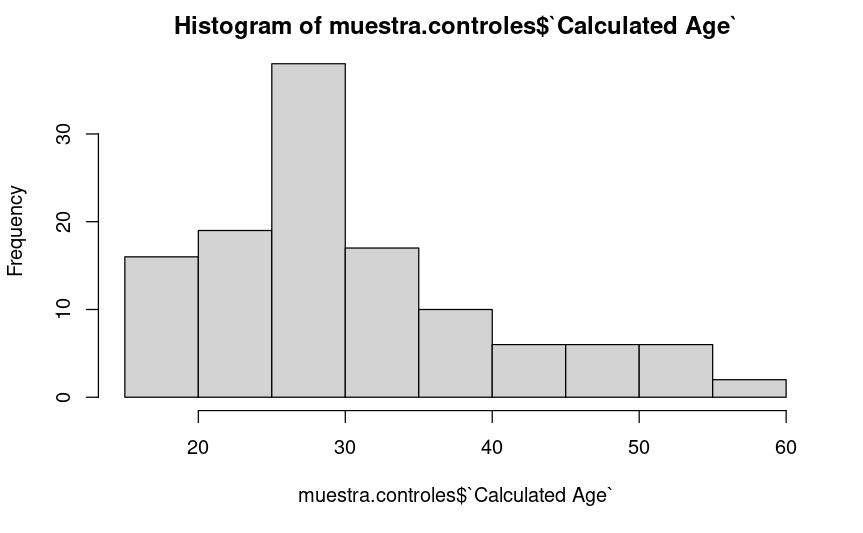 Histogram of muestra.controles$`Calculated Age`
Frequency
30
20
10
0
20 30 40 50 60
muestra.controles$`Calculated Age`